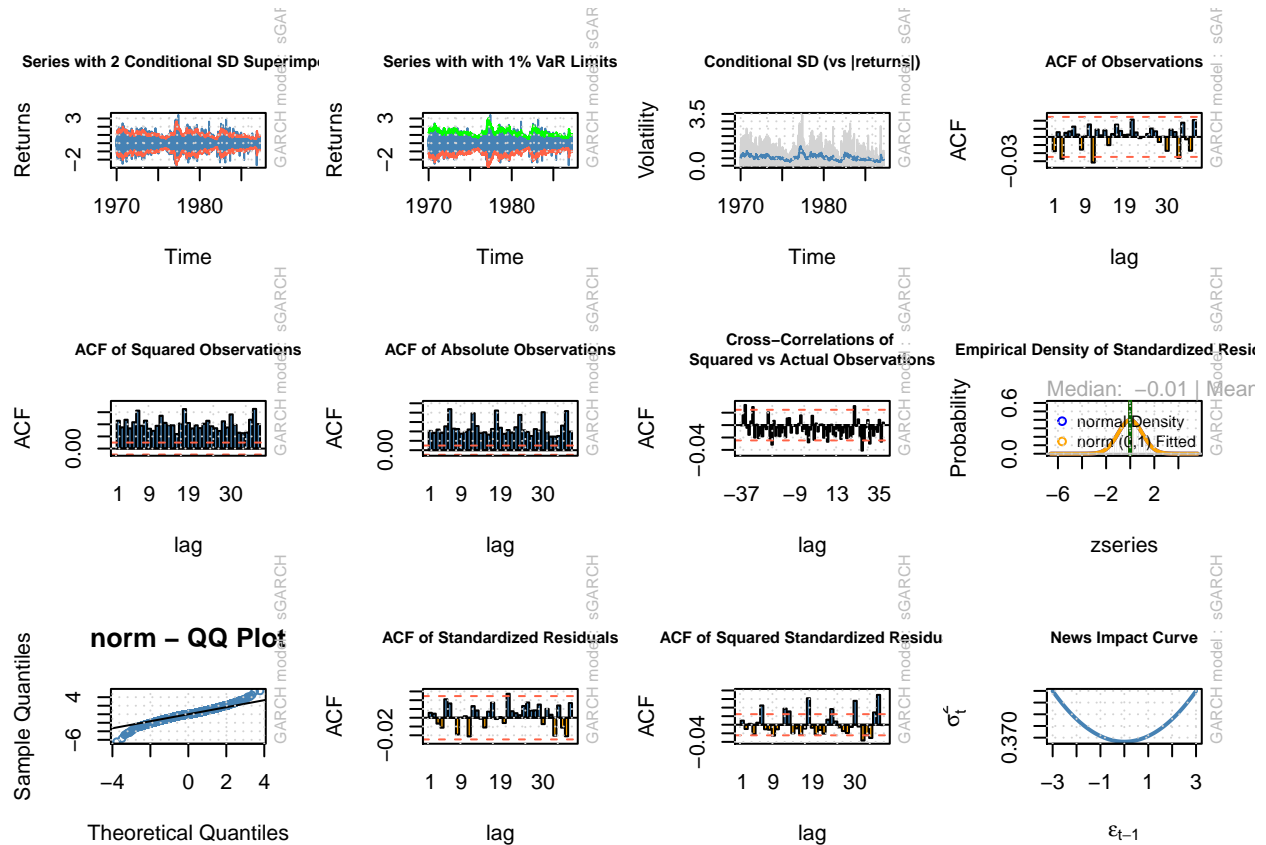 Series with 2 Conditional SD Superimp
Returns
3
−2
1970 1980
Time
GARCH model : sGAR
Series with with 1% VaR Limits
Returns
3
−2
1970 1980
Time
GARCH model : sGAR
Conditional SD (vs |returns|)
Volatility
3.5
0.0
1970 1980
Time
GARCH model : sGAR
ACF of Observations
ACF
−0.03
1 9 19 30
lag
GARCH model : sGAR
ACF of Squared Observations
ACF
0.00
1 9 19 30
lag
GARCH model : sGARCH
ACF of Absolute Observations
ACF
0.00
1 9 19 30
lag
GARCH model : sGARCH
Cross−Correlations of
Squared vs Actual Observations
ACF
−0.04
−37 −9 13 35
lag
GARCH model : sGARCH
Empirical Density of Standardized Resid
Median: −0.01 | Mean
Probability
0.6
0.0
normal Density
norm (0,1) Fitted
−6 −2 2
zseries
GARCH model : sGARCH
norm − QQ Plot
Sample Quantiles
4
−6
−4 0 2 4
Theoretical Quantiles
GARCH model : sGARCH
ACF of Standardized Residuals
ACF
−0.02
1 9 19 30
lag
GARCH model : sGARCH
ACF of Squared Standardized Residu
ACF
−0.04
1 9 19 30
lag
GARCH model : sGARCH
News Impact Curve
0.370
−3 −1 1 3
εt−1
GARCH model : sGARCH